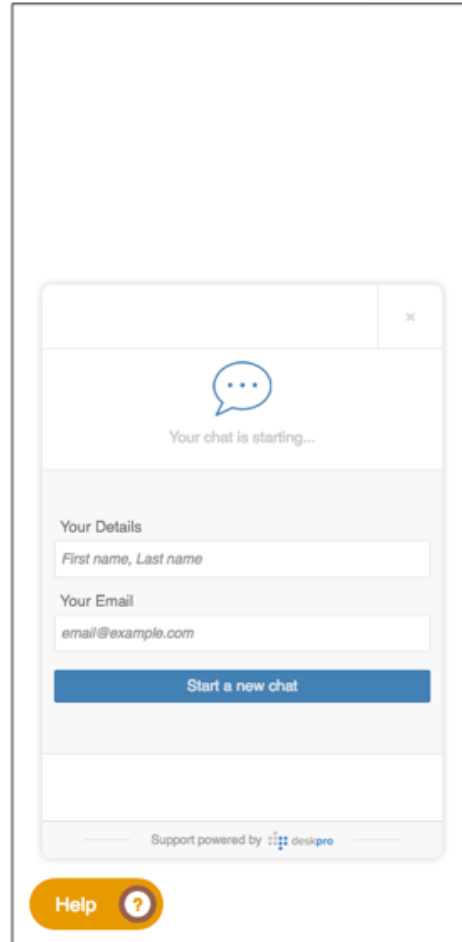 ×
Your chat is starting...
Your Details
First name, Last name
Your Email
email@example.com
Start a new chat
Support powered by deskpro
Help ?